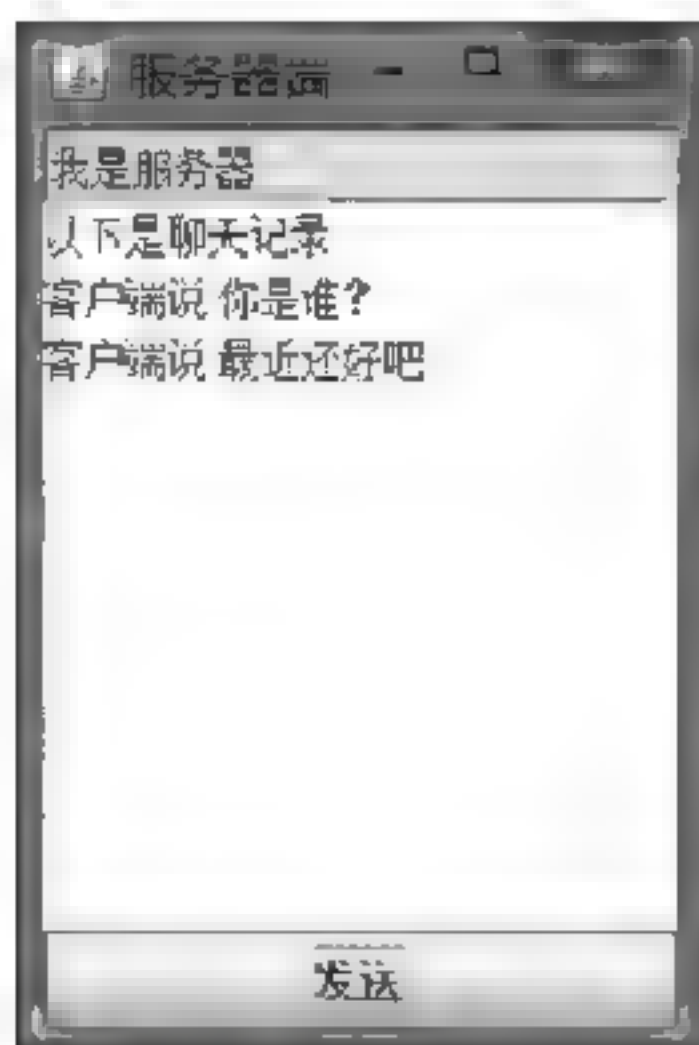 服务器端
我是服务器
以下是聊天记录
客户端说 你是谁?
客户端说 最近还好吧
发送